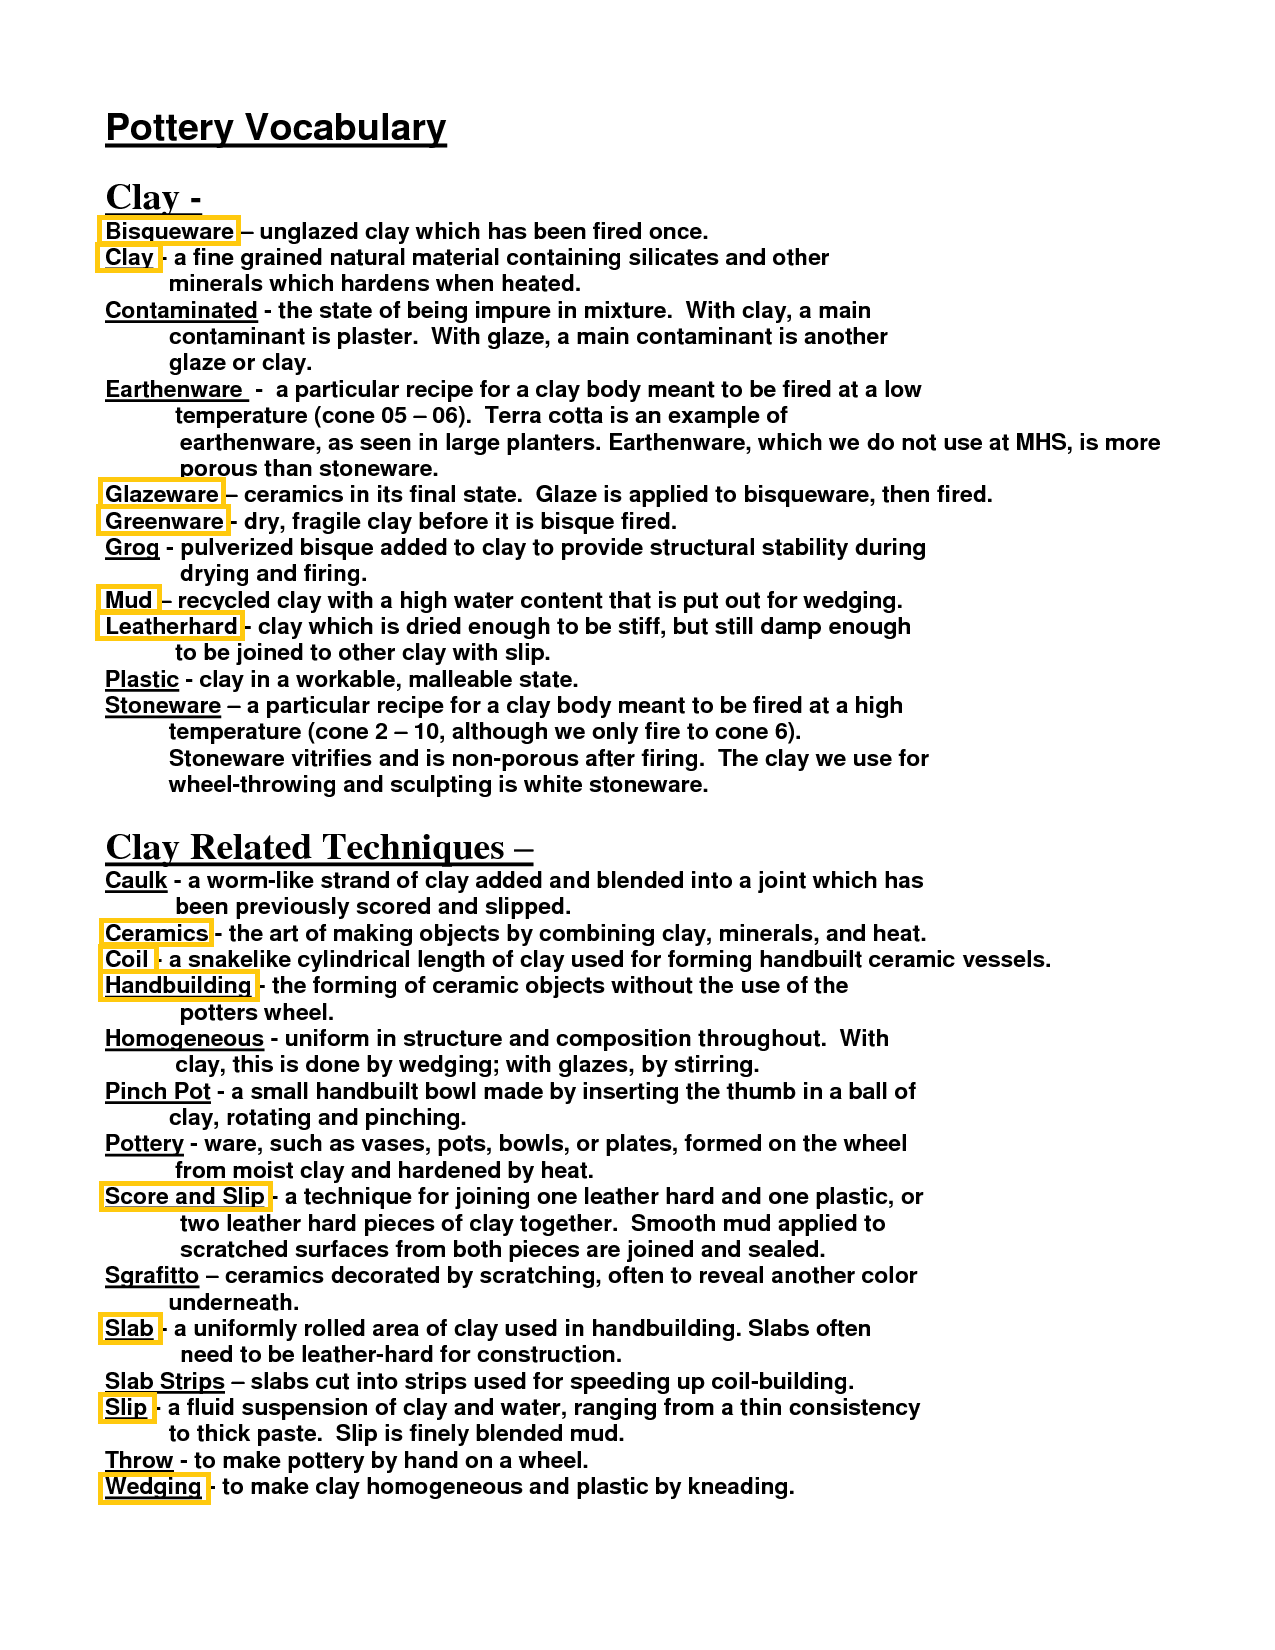 Pottery Vocabulary
Clay -
Bisqueware – unglazed clay which has been fired once.
Clay - a fine grained natural material containing silicates and other
minerals which hardens when heated.
Contaminated - the state of being impure in mixture.  With clay, a main
contaminant is plaster.  With glaze, a main contaminant is another
glaze or clay.
Earthenware  -  a particular recipe for a clay body meant to be fired at a low
temperature (cone 05 – 06).  Terra cotta is an example of
earthenware, as seen in large planters. Earthenware, which we do not use at MHS, is more
porous than stoneware.
Glazeware – ceramics in its final state.  Glaze is applied to bisqueware, then fired.
Greenware - dry, fragile clay before it is bisque fired.
Grog - pulverized bisque added to clay to provide structural stability during
drying and firing.
Mud – recycled clay with a high water content that is put out for wedging.
Leatherhard - clay which is dried enough to be stiff, but still damp enough
to be joined to other clay with slip.
Plastic - clay in a workable, malleable state.
Stoneware – a particular recipe for a clay body meant to be fired at a high
temperature (cone 2 – 10, although we only fire to cone 6).
Stoneware vitrifies and is non-porous after firing.  The clay we use for
wheel-throwing and sculpting is white stoneware.
Clay Related Techniques –
Caulk - a worm-like strand of clay added and blended into a joint which has
been previously scored and slipped.
Ceramics - the art of making objects by combining clay, minerals, and heat.
Coil - a snakelike cylindrical length of clay used for forming handbuilt ceramic vessels.
Handbuilding - the forming of ceramic objects without the use of the
potters wheel.
Homogeneous - uniform in structure and composition throughout.  With
clay, this is done by wedging; with glazes, by stirring.
Pinch Pot - a small handbuilt bowl made by inserting the thumb in a ball of
clay, rotating and pinching.
Pottery - ware, such as vases, pots, bowls, or plates, formed on the wheel
from moist clay and hardened by heat.
Score and Slip - a technique for joining one leather hard and one plastic, or
two leather hard pieces of clay together.  Smooth mud applied to
scratched surfaces from both pieces are joined and sealed.
Sgrafitto – ceramics decorated by scratching, often to reveal another color
underneath.
Slab - a uniformly rolled area of clay used in handbuilding. Slabs often
need to be leather-hard for construction.
Slab Strips – slabs cut into strips used for speeding up coil-building.
Slip - a fluid suspension of clay and water, ranging from a thin consistency
to thick paste.  Slip is finely blended mud.
Throw - to make pottery by hand on a wheel.
Wedging - to make clay homogeneous and plastic by kneading.